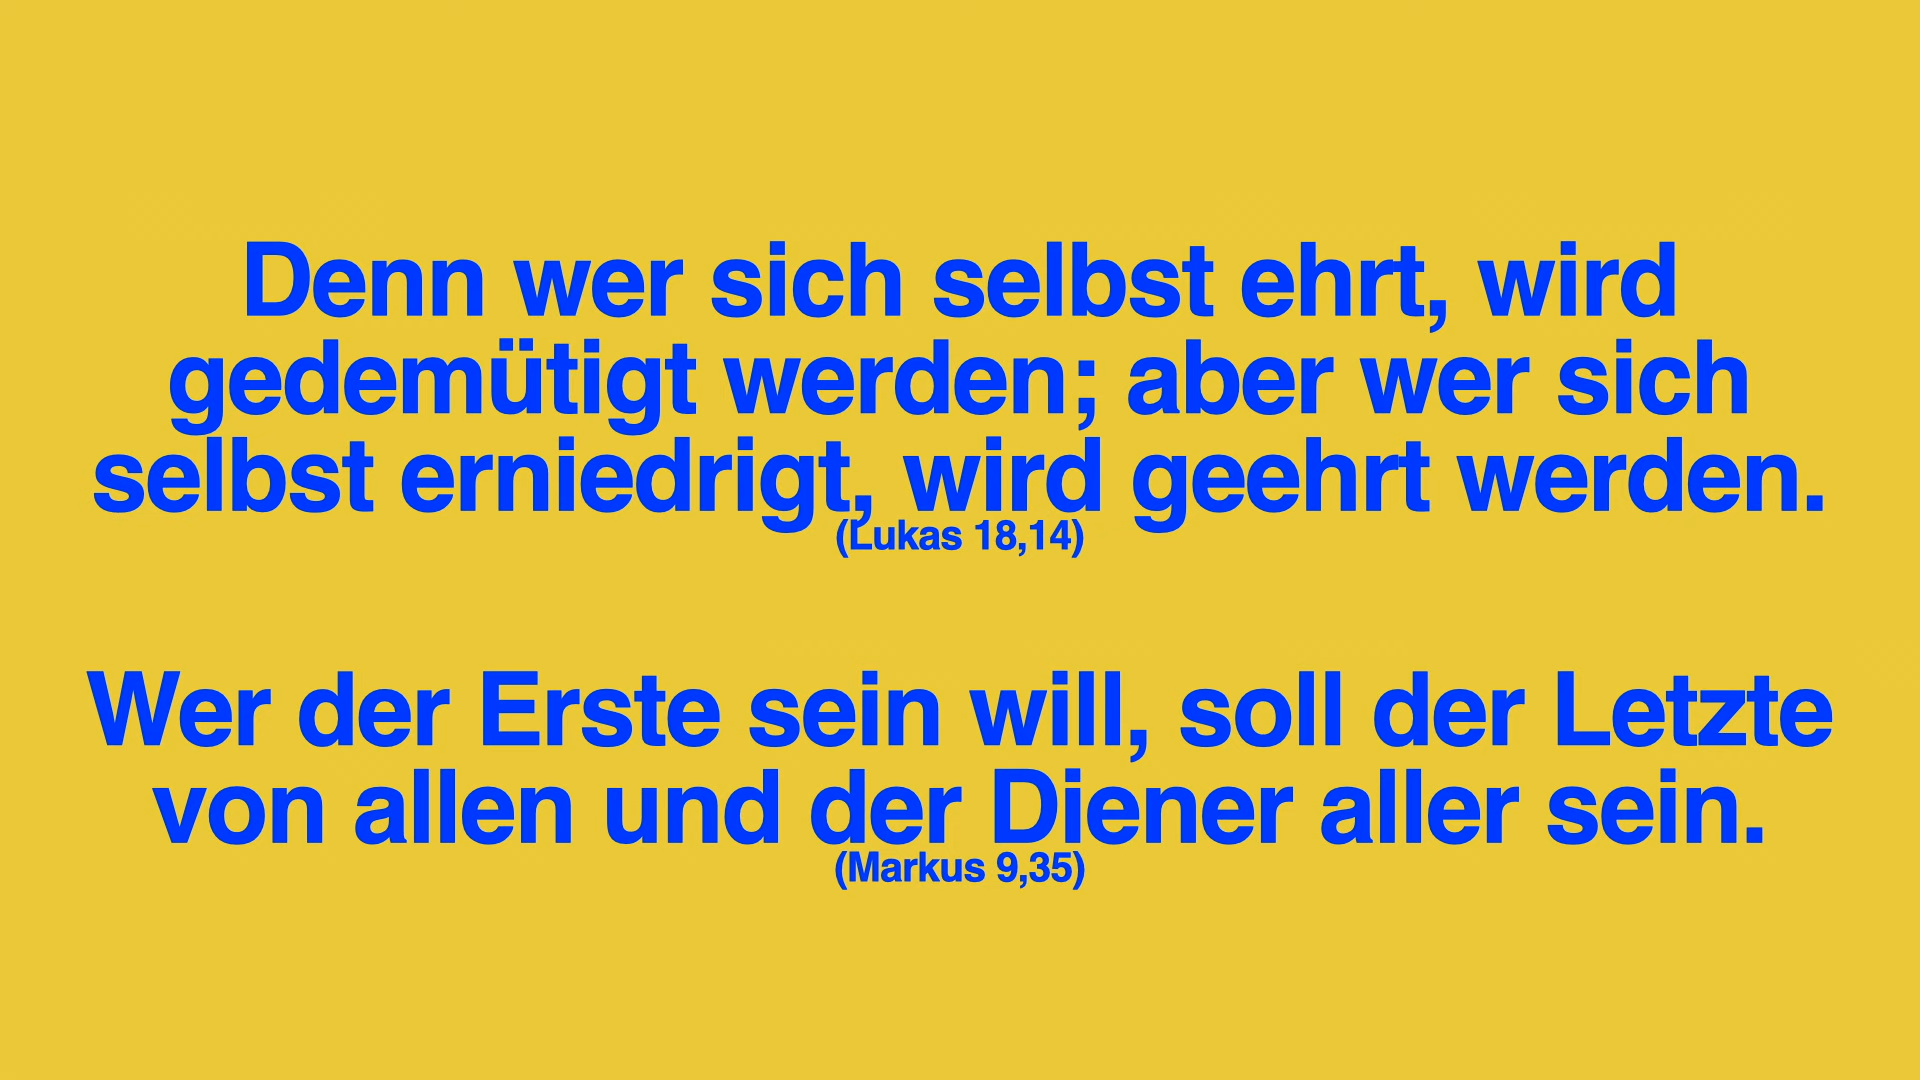 Denn wer sich selbst ehrt, wird
gedemütigt werden; aber wer sich
selbst erniedrigt, wird geehrt werden.
(Lukas 18,14)
Wer der Erste sein will, soll der Letzte
von allen und der Diener aller sein.
(Markus 9,35)